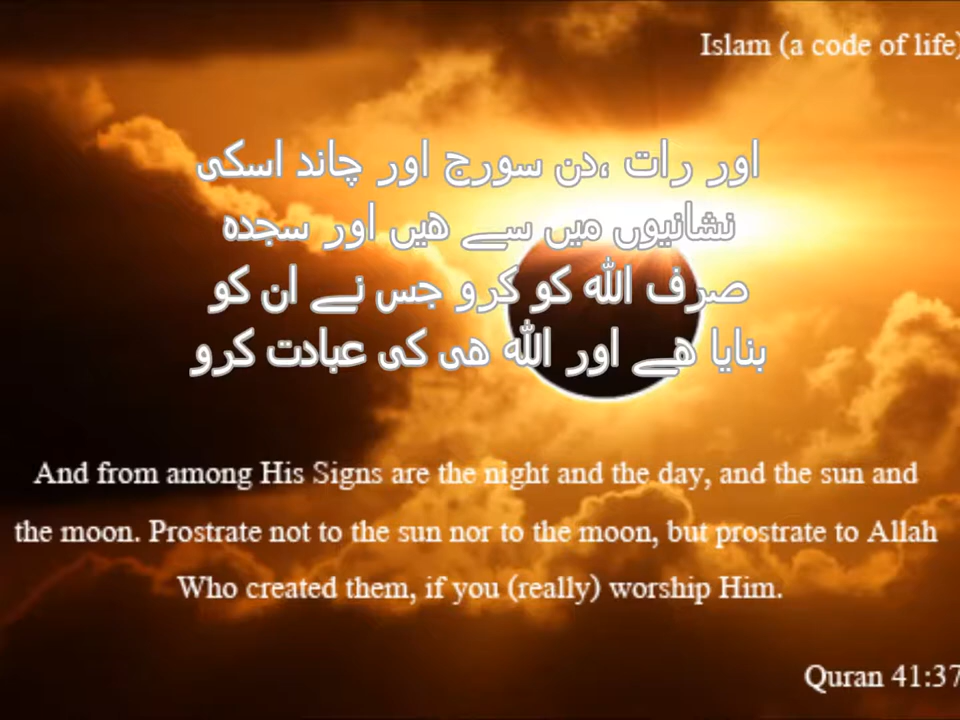 Islam (a code of life)
اور رات ،دن سورج اور چاند اسکی
نشانیوں میں سے ھیں اور سجدہ
صرف الله کو کرو جس نے ان کو
بنایا ھے اور الله ھی کی عبادت کرو
And from among His Signs are the night and the day, and the sun and
the moon. Prostrate not to the sun nor to the moon, but prostrate to Allah
Who created them, if you (really) worship Him.
Quran 41:37